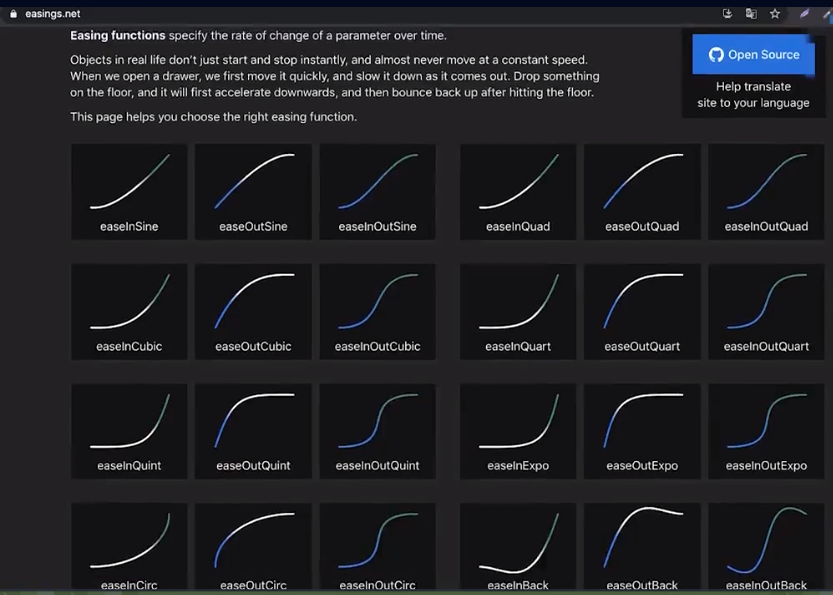 easings.net
Easing functions specify the rate of change of a parameter over time.
Objects in real life don't just start and stop instantly, and almost never move at a constant speed.
When we open a drawer, we first move it quickly, and slow it down as it comes out. Drop something
on the floor, and it will first accelerate downwards, and then bounce back up after hitting the floor.
This page helps you choose the right easing function.
Open Source
Help translate
site to your language
easeInSine
easeOutSine
easeInOutSine
easeInQuad
easeOutQuad
easeInOutQuad
easeInCubic
easeOutCubic
easeInOutCubic
easeInQuart
easeOutQuart
easeInOutQuart
easeInQuint
easeOutQuint
easeInOutQuint
easeInExpo
easeOutExpo
easeInOutExpo
easeInCirc
easeOutCirc
easeInOutCirc
easeInBack
easeOutBack
easeInOutBack